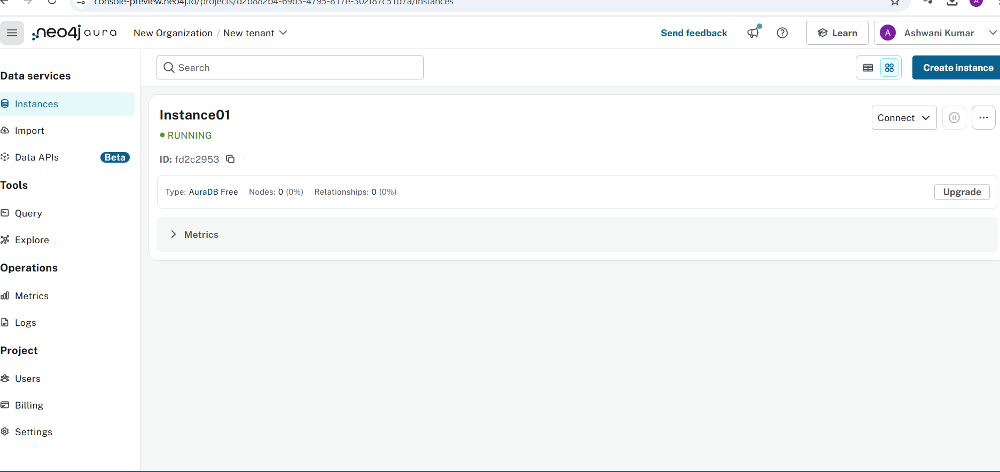 console-preview.neo4j.io/projects/d2b882b4-69b3-4795-817e-302f87c51d7a/instances
neo4j aura
New Organization / New tenant
Send feedback
Learn
A
Ashwani Kumar
A
Data services
Instances
Import
Data APIs
Beta
Tools
Query
Explore
Operations
Metrics
Logs
Project
Users
Billing
Settings
Search
Create instance
Instance01
RUNNING
ID: fd2c2953
Connect
...
Type: AuraDB Free Nodes: 0 (0%) Relationships: 0 (0%)
Upgrade
Metrics